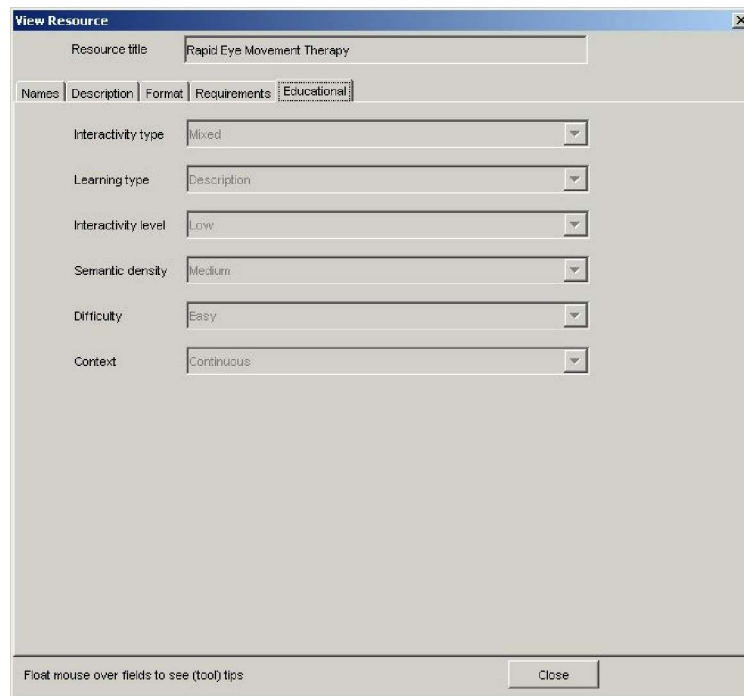 View Resource
Resource title Rapid Eye Movement Therapy
Names Description Format Requirements Educational
Interactivity type Mixed
Learning type Description
Interactivity level Low
Semantic density Medium
Difficulty Easy
Context Continuous
Float mouse over fields to see (tool) tips Close